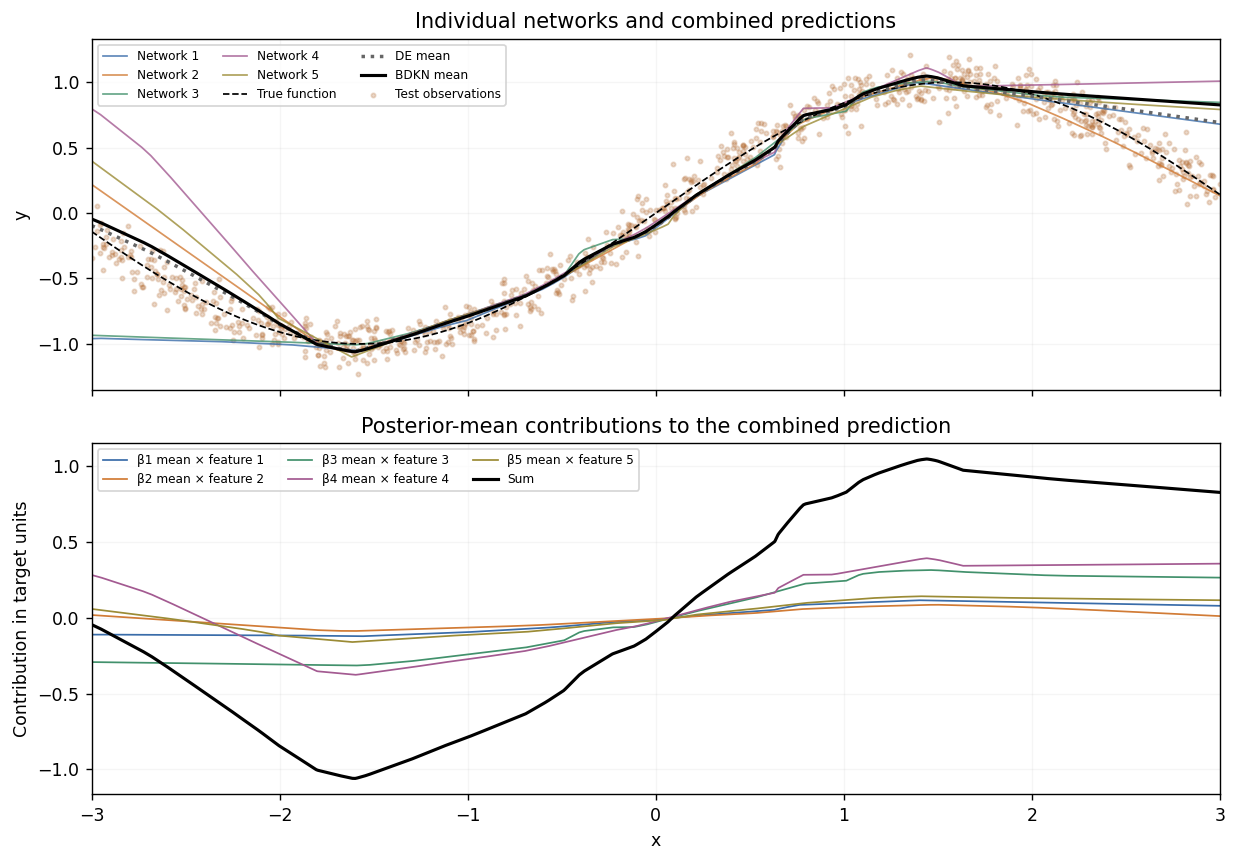 Individual networks and combined predictions
Network 1
Network 2
Network 3
Network 4
Network 5
True function
DE mean
BDKN mean
Test observations
1.0
0.5
0.0
−0.5
−1.0
y
Posterior-mean contributions to the combined prediction
β1 mean × feature 1
β2 mean × feature 2
β3 mean × feature 3
β4 mean × feature 4
β5 mean × feature 5
Sum
1.0
0.5
0.0
−0.5
−1.0
Contribution in target units
−3 −2 −1 0 1 2 3
x